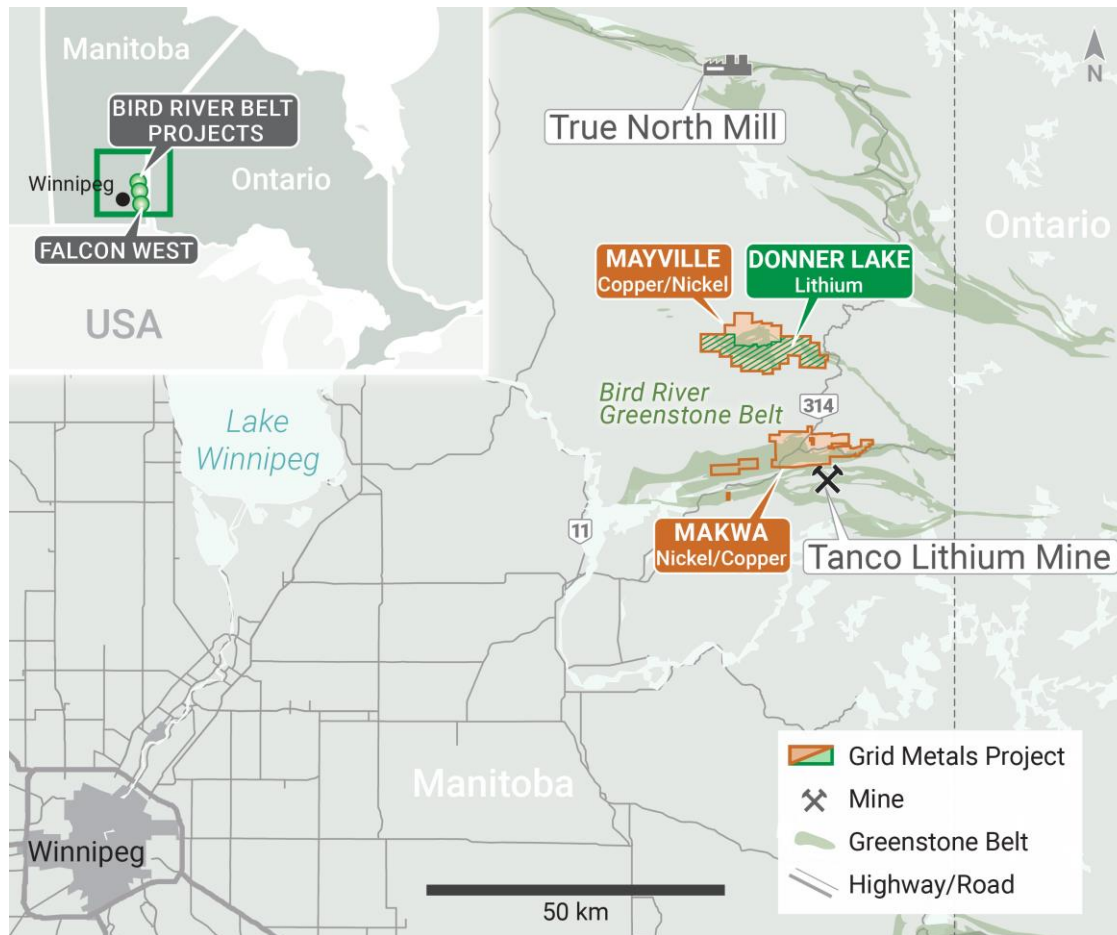 Manitoba
BIRD RIVER BELT
PROJECTS
Winnipeg
Ontario
FALCON WEST
USA
N
True North Mill
Ontario
MAYVILLE
Copper/Nickel
DONNER LAKE
Lithium
Bird River
Greenstone Belt
314
Lake
Winnipeg
11
MAKWA
Nickel/Copper
Tanco Lithium Mine
Manitoba
Winnipeg
50 km
Grid Metals Project
Mine
Greenstone Belt
Highway/Road